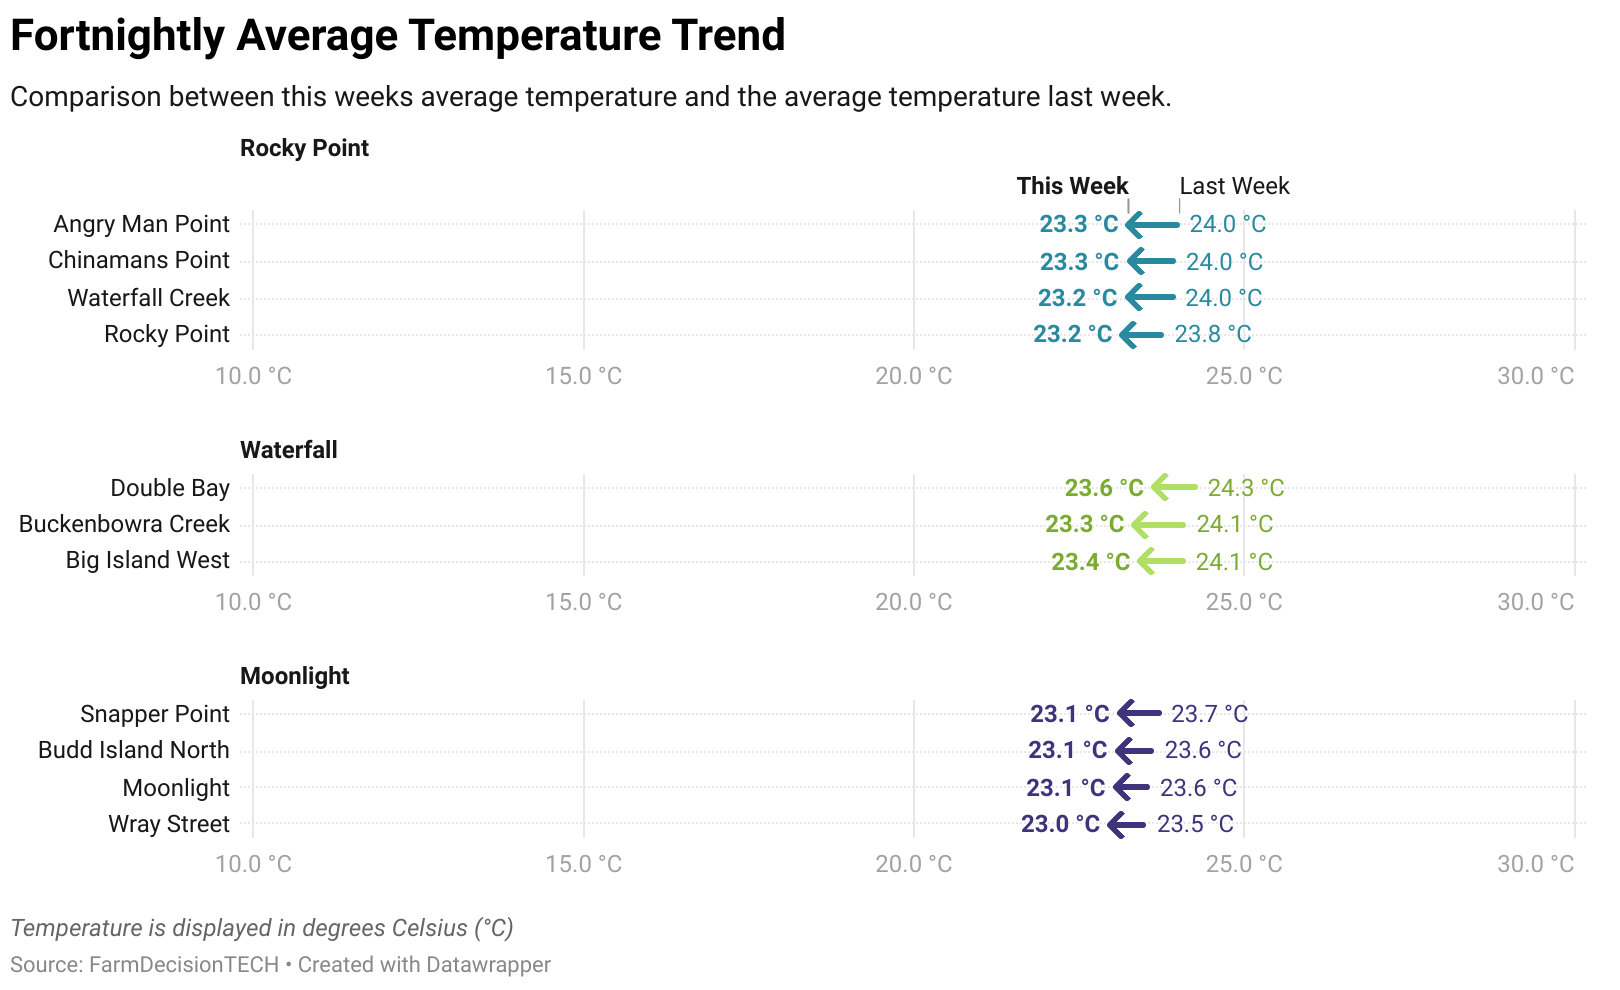 Fortnightly Average Temperature Trend
Comparison between this weeks average temperature and the average temperature last week.
Rocky Point
This Week Last Week
Angry Man Point 23.3 °C 24.0 °C
Chinamans Point 23.3 °C 24.0 °C
Waterfall Creek 23.2 °C 24.0 °C
Rocky Point 23.2 °C 23.8 °C
10.0 °C 15.0 °C 20.0 °C 25.0 °C 30.0 °C
Waterfall
Double Bay 23.6 °C 24.3 °C
Buckenbowra Creek 23.3 °C 24.1 °C
Big Island West 23.4 °C 24.1 °C
10.0 °C 15.0 °C 20.0 °C 25.0 °C 30.0 °C
Moonlight
Snapper Point 23.1 °C 23.7 °C
Budd Island North 23.1 °C 23.6 °C
Moonlight 23.1 °C 23.6 °C
Wray Street 23.0 °C 23.5 °C
10.0 °C 15.0 °C 20.0 °C 25.0 °C 30.0 °C
Temperature is displayed in degrees Celsius (°C)
Source: FarmDecisionTECH • Created with Datawrapper